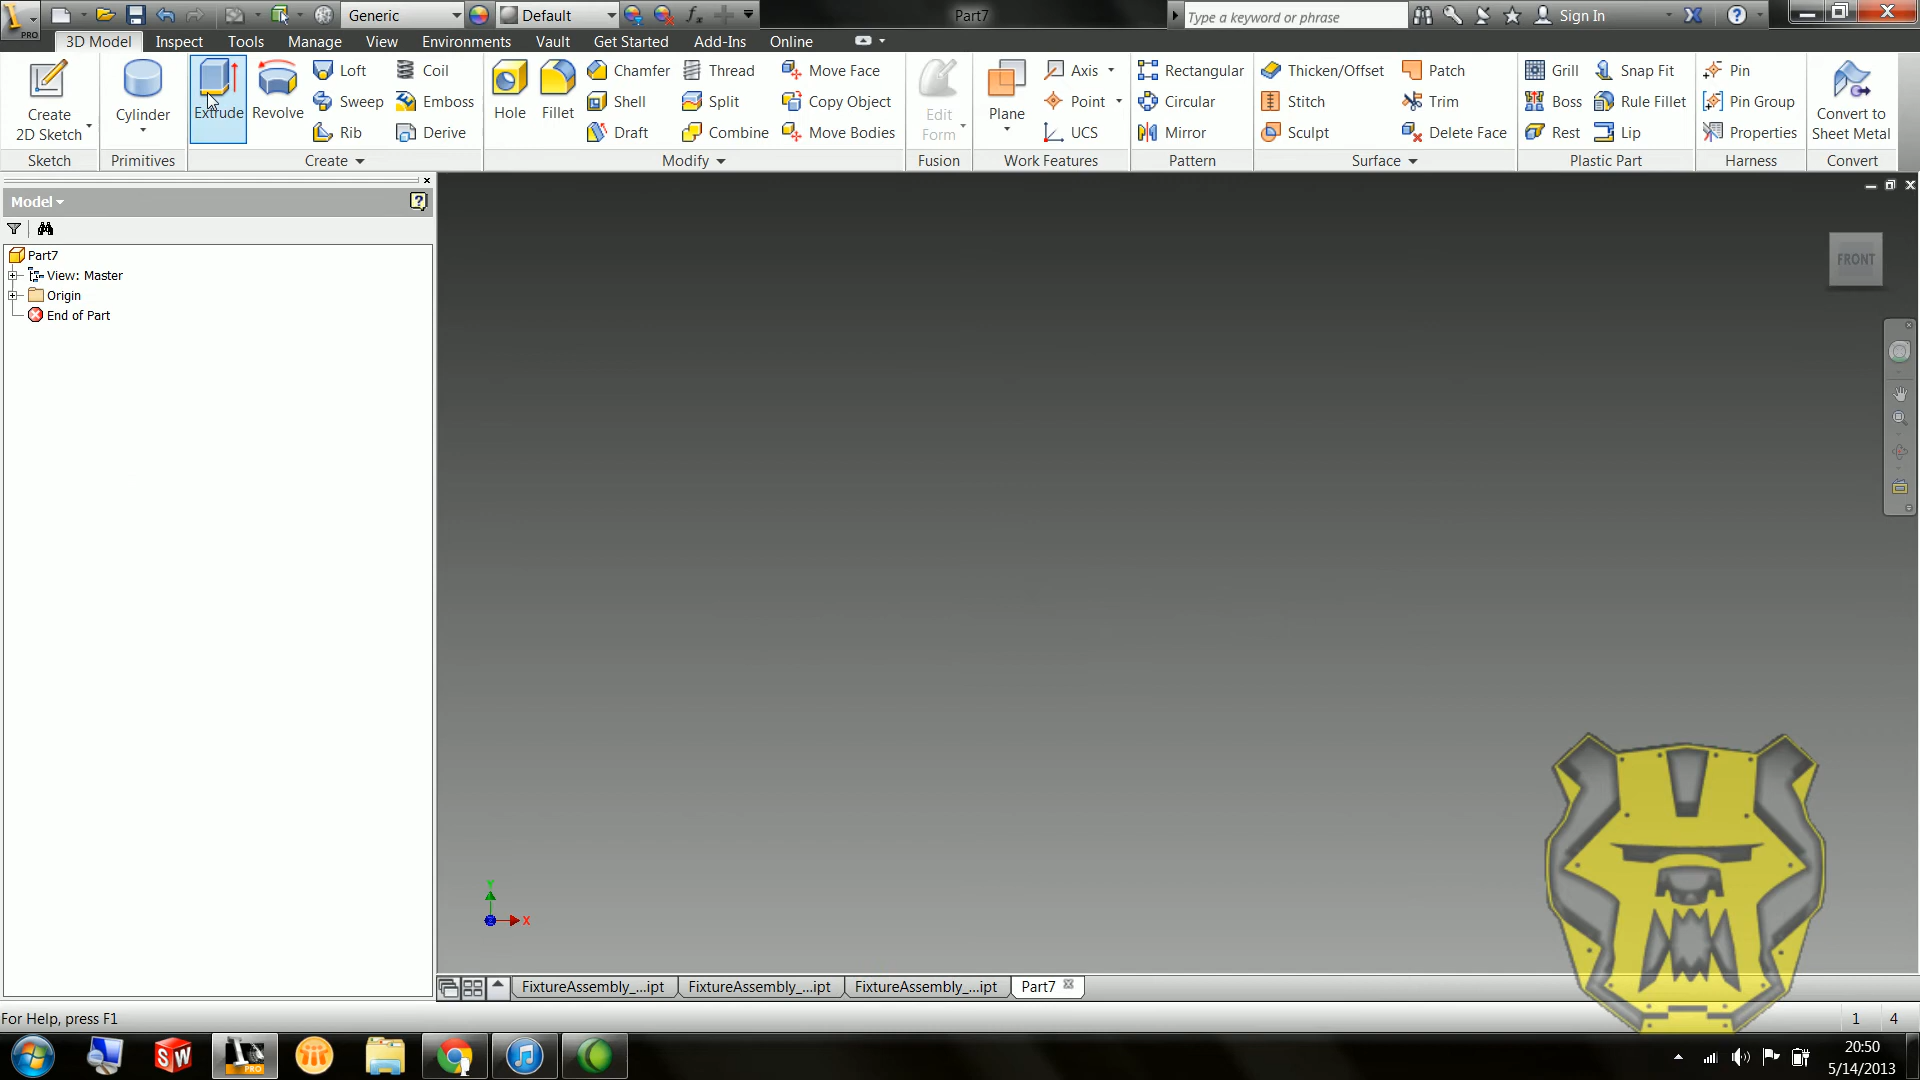 PRO
Generic
Default
Part7
Type a keyword or phrase
Sign In
3D Model Inspect Tools Manage View Environments Vault Get Started Add-Ins Online
Create 2D Sketch
Cylinder
Extrude
Revolve
Loft
Coil
Sweep
Emboss
Rib
Derive
Hole
Fillet
Chamfer
Thread
Move Face
Shell
Split
Copy Object
Draft
Combine
Move Bodies
Edit Form
Plane
Axis
Point
UCS
Rectangular
Circular
Mirror
Thicken/Offset
Patch
Stitch
Trim
Sculpt
Delete Face
Grill
Snap Fit
Boss
Rule Fillet
Rest
Lip
Pin
Pin Group
Properties
Convert to Sheet Metal
Sketch
Primitives
Create
Modify
Fusion
Work Features
Pattern
Surface
Plastic Part
Harness
Convert
Model
Part7
View: Master
Origin
End of Part
FRONT
Y
X
FixtureAssembly_...ipt
FixtureAssembly_...ipt
FixtureAssembly_...ipt
Part7
For Help, press F1
1 4
SW
PRO
20:50
5/14/2013